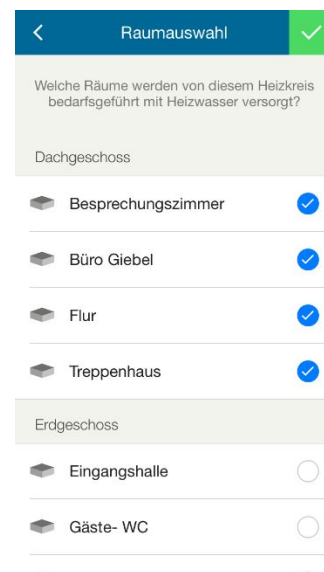 Raumauswahl
Welche Räume werden von diesem Heizkreis
bedarfsgeführt mit Heizwasser versorgt?
Dachgeschoss
Besprechungszimmer
Büro Giebel
Flur
Treppenhaus
Erdgeschoss
Eingangshalle
Gäste- WC